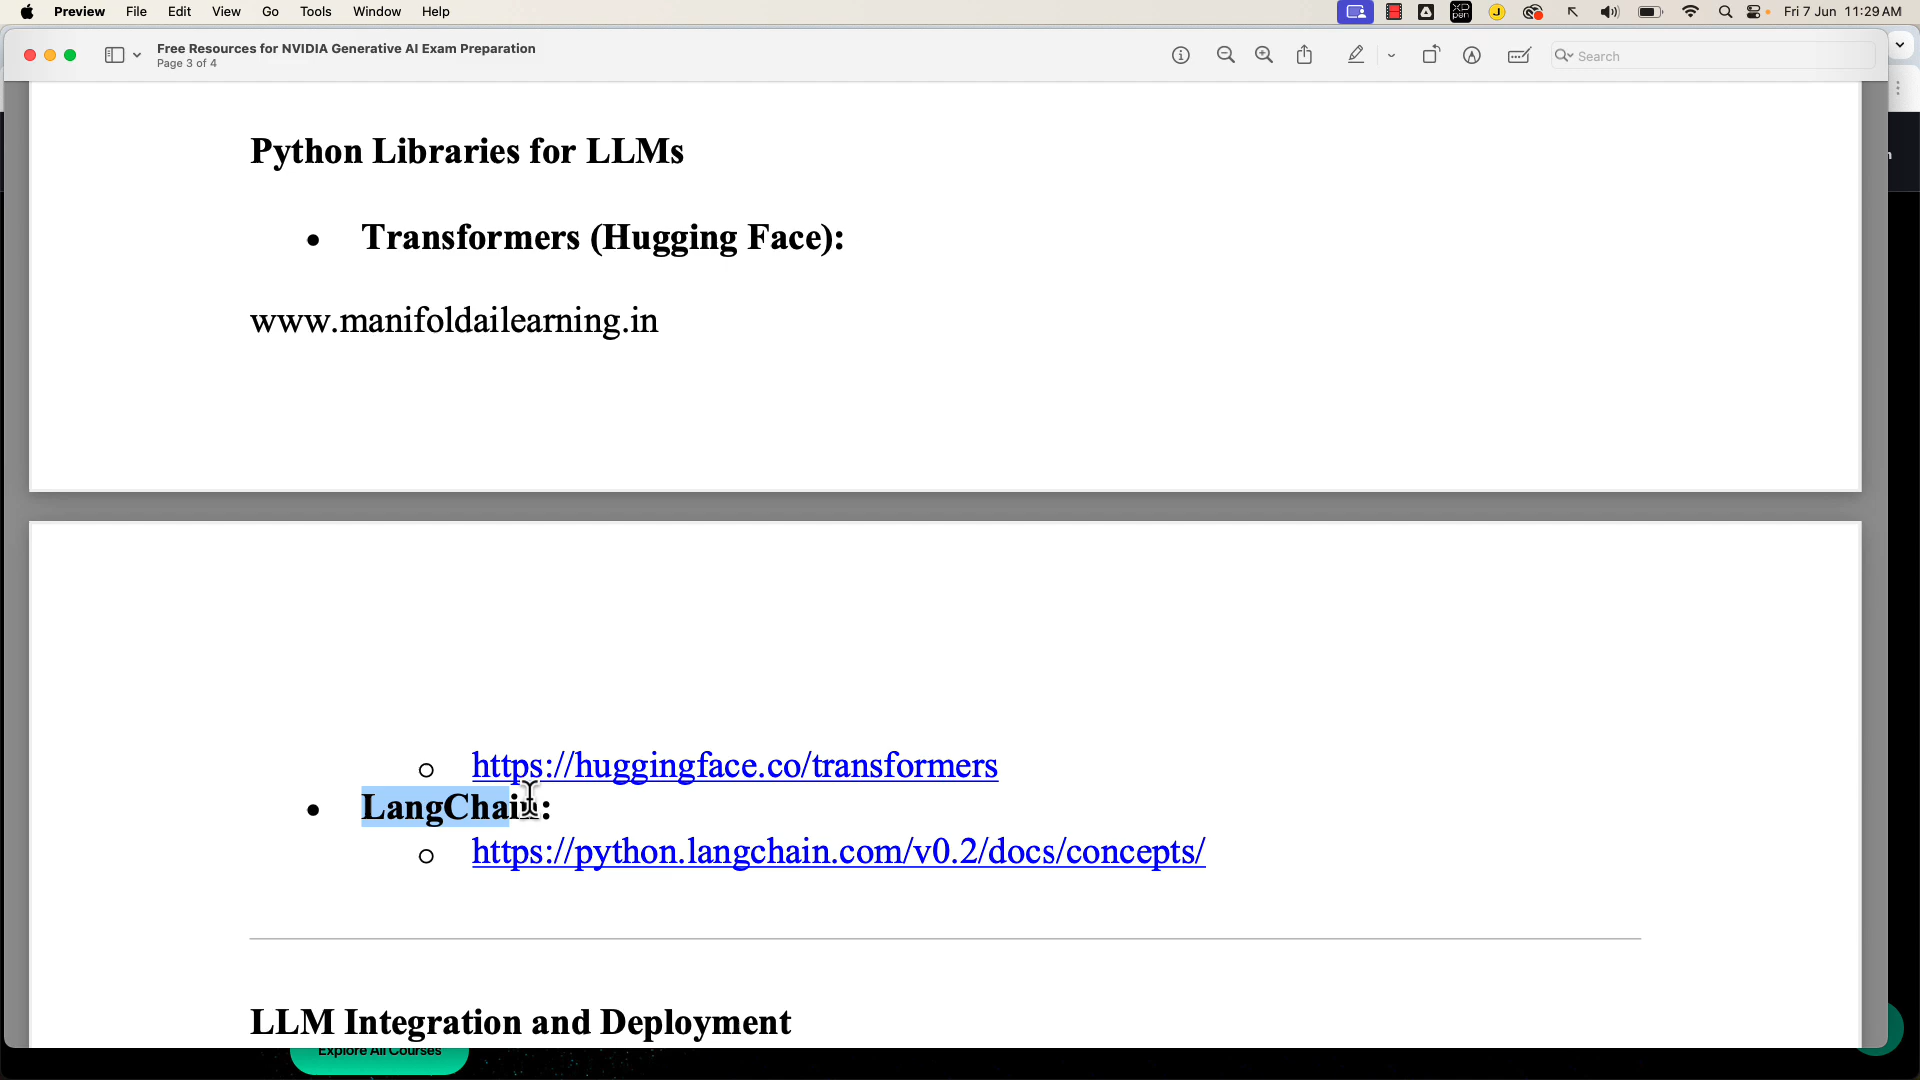 Preview File Edit View Go Tools Window Help
XP pen J Fri 7 Jun 11:29 AM
Free Resources for NVIDIA Generative AI Exam Preparation
Page 3 of 4
Search
Python Libraries for LLMs
• Transformers (Hugging Face):
www.manifoldailearning.in
o https://huggingface.co/transformers
• LangChain:
o https://python.langchain.com/v0.2/docs/concepts/
LLM Integration and Deployment
Explore All Courses